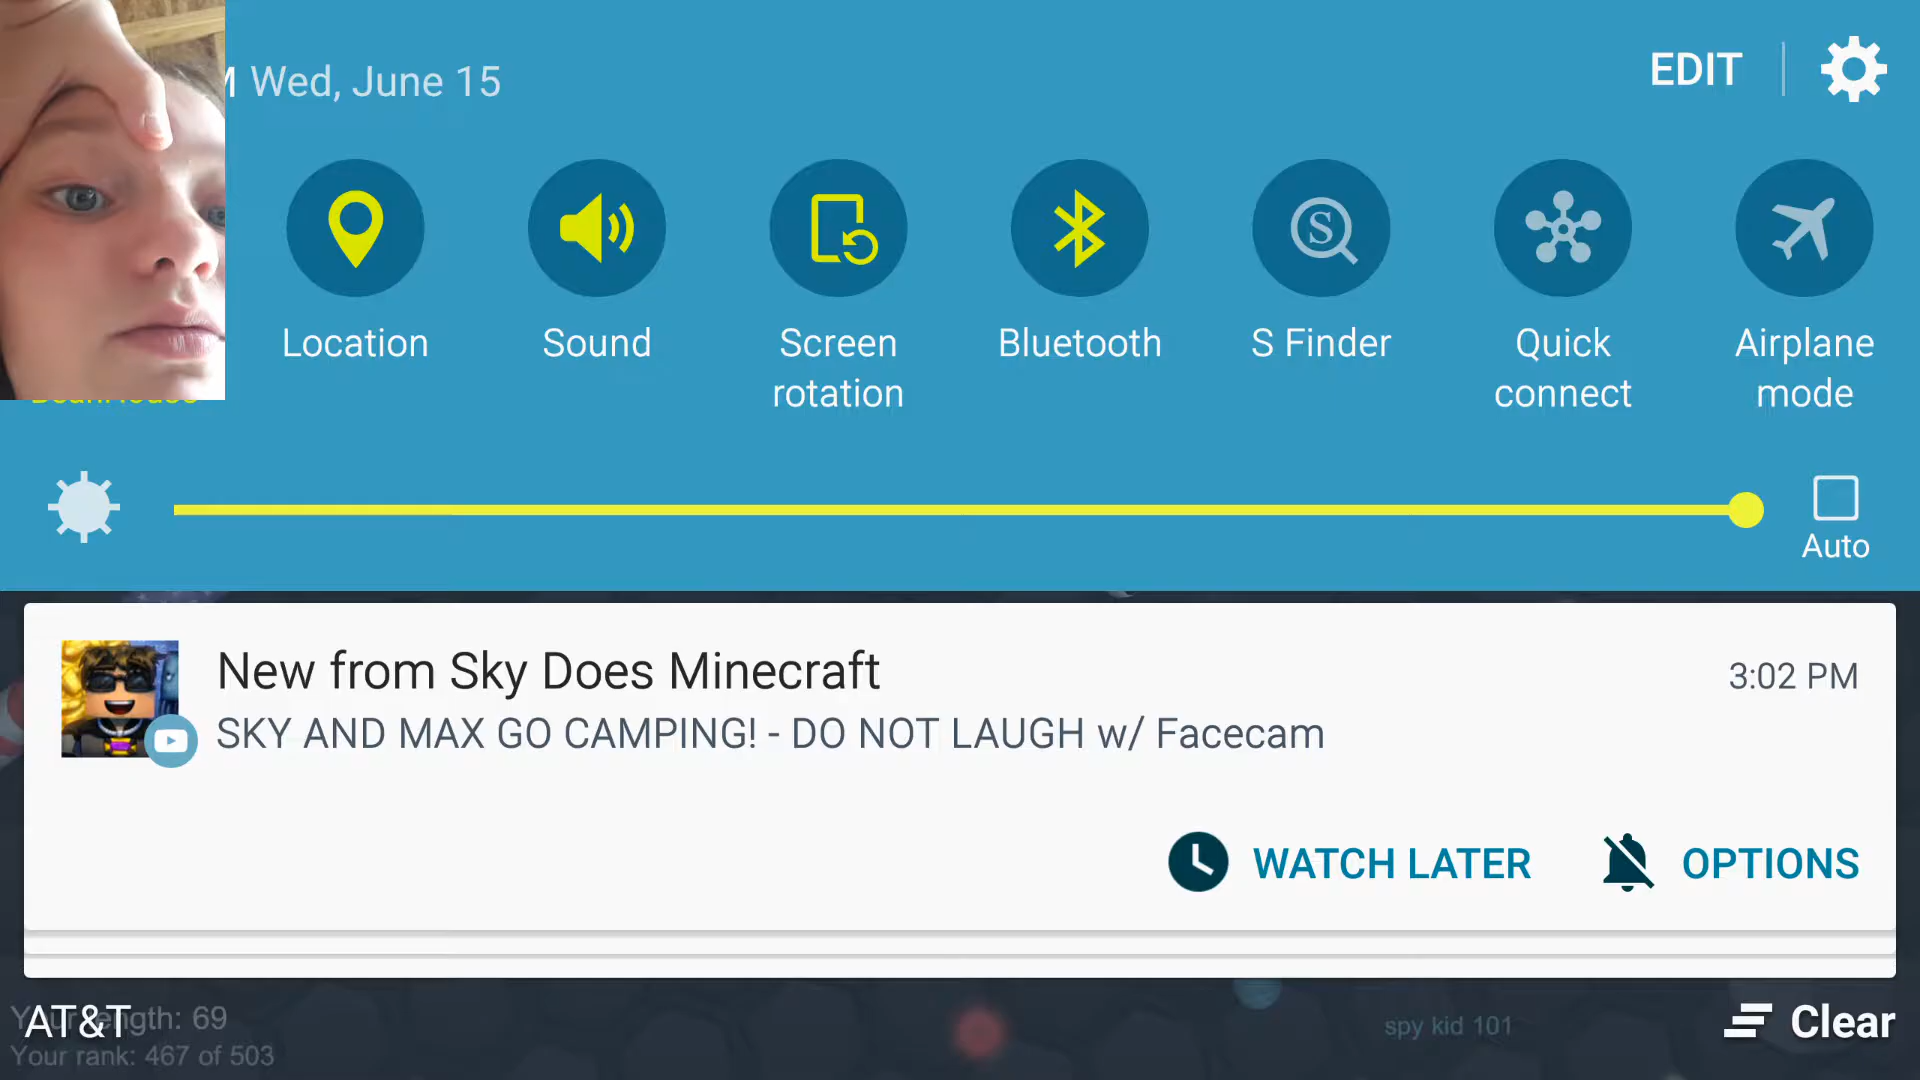 Wed, June 15
EDIT
Location
Sound
Screen rotation
Bluetooth
S Finder
Quick connect
Airplane mode
Auto
New from Sky Does Minecraft
3:02 PM
SKY AND MAX GO CAMPING! - DO NOT LAUGH w/ Facecam
WATCH LATER
OPTIONS
AT&T
length: 69
Your rank: 467 of 503
spy kid 101
Clear